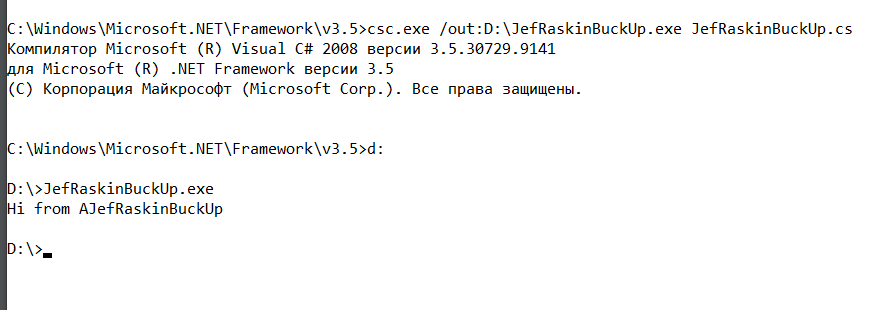 C:\Windows\Microsoft.NET\Framework\v3.5>csc.exe /out:D:\JefRaskinBuckUp.exe JefRaskinBuckUp.cs
Компилятор Microsoft (R) Visual C# 2008 версии 3.5.30729.9141
для Microsoft (R) .NET Framework версии 3.5
(C) Корпорация Майкрософт (Microsoft Corp.). Все права защищены.
C:\Windows\Microsoft.NET\Framework\v3.5>d:
D:\>JefRaskinBuckUp.exe
Hi from AJefRaskinBuckUp
D:\>